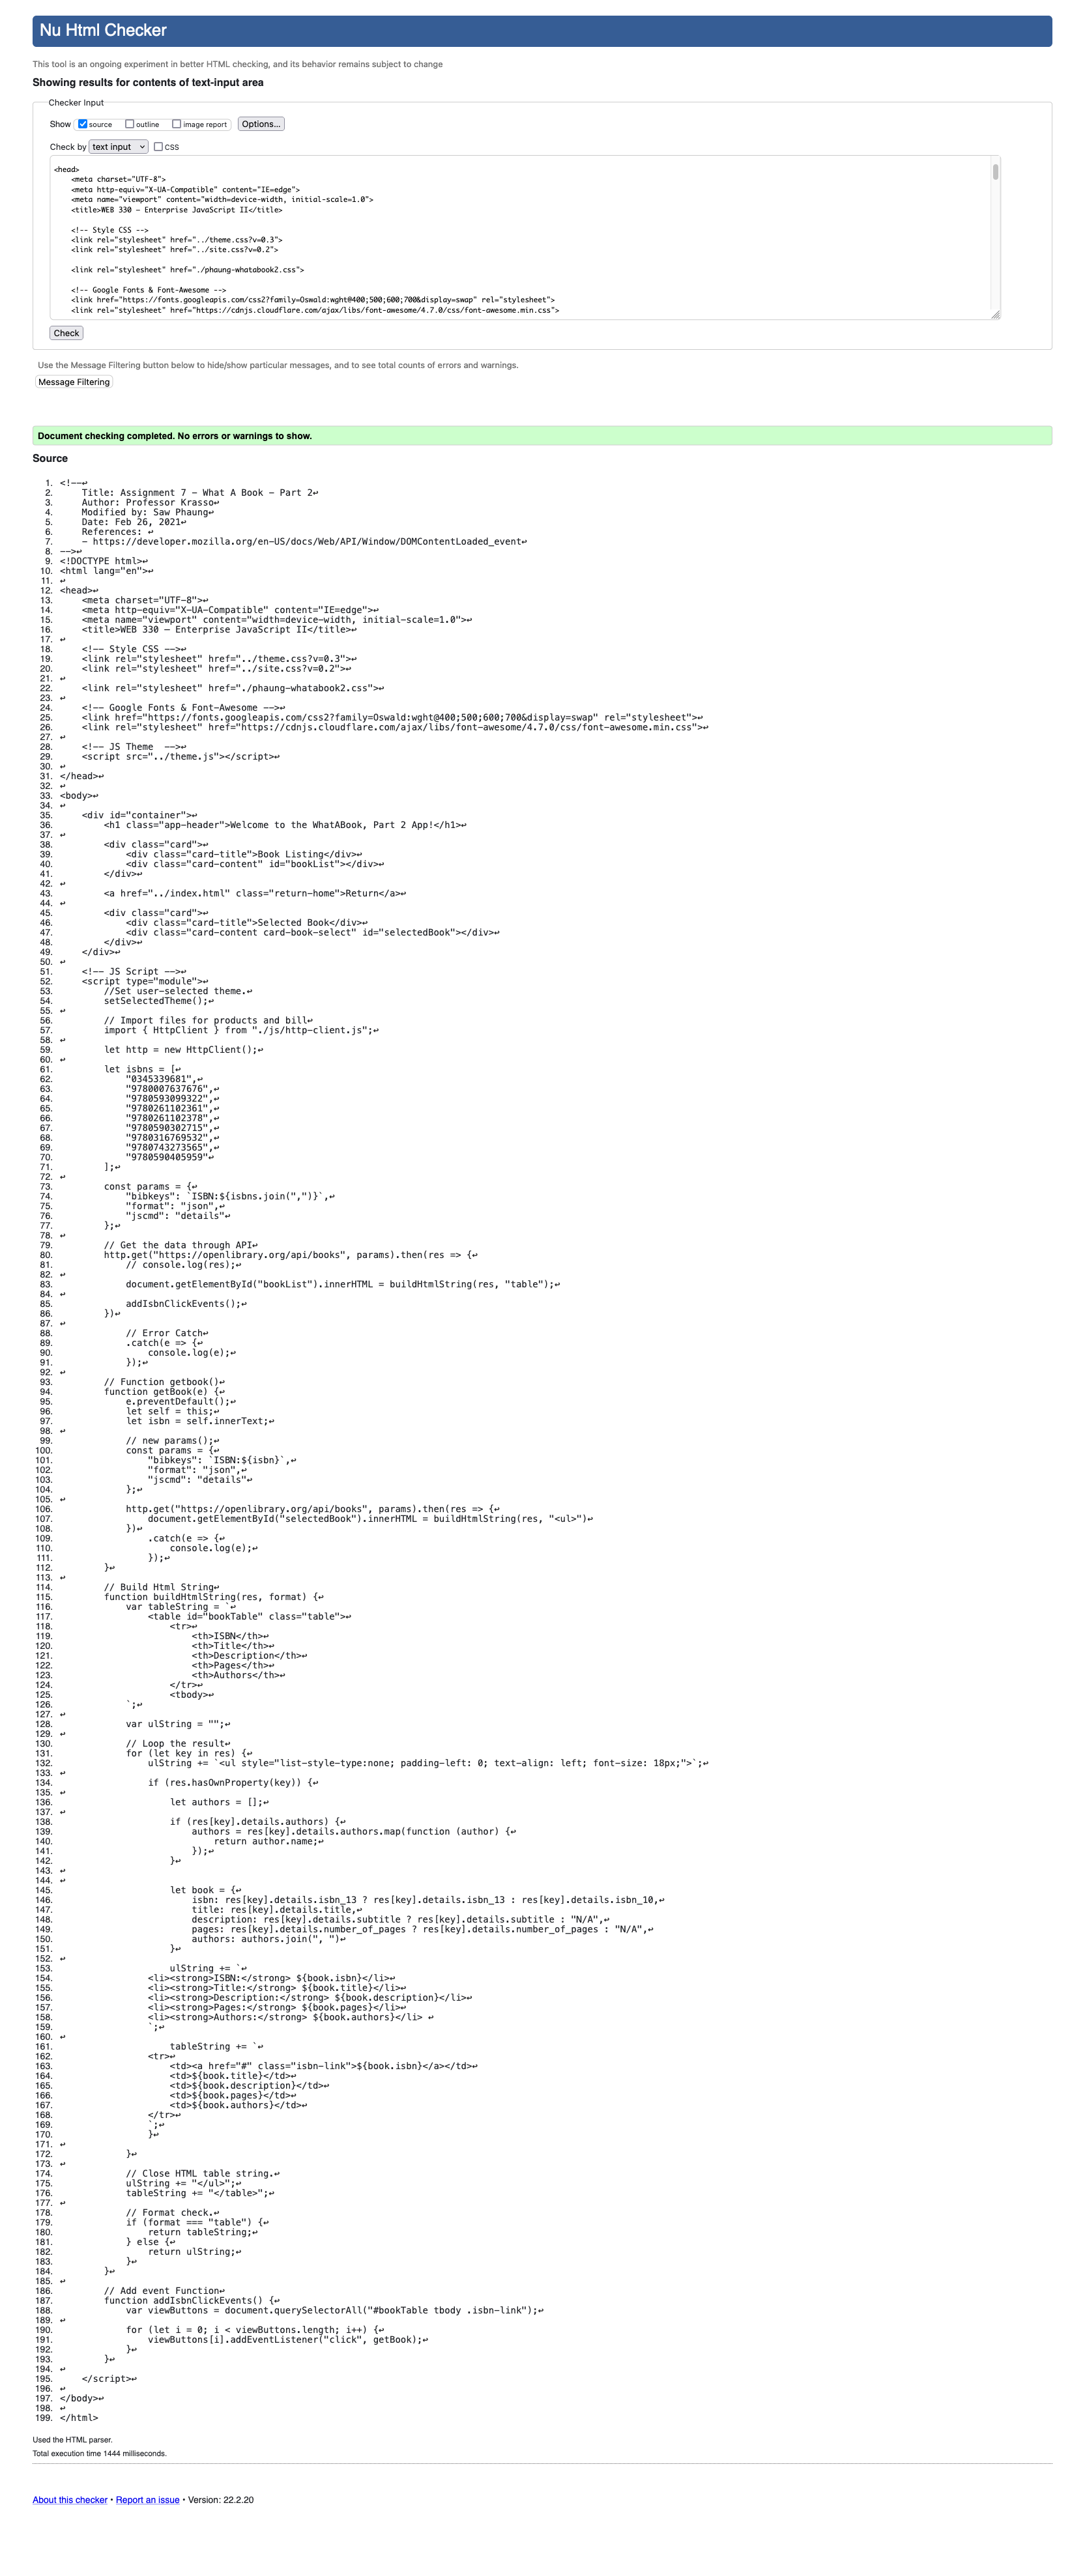 Nu Html Checker
This tool is an ongoing experiment in better HTML checking, and its behavior remains subject to change
Showing results for contents of text-input area
Checker Input
Show source outline image report Options...
Check by text input CSS
<head>
    <meta charset="UTF-8">
    <meta http-equiv="X-UA-Compatible" content="IE=edge">
    <meta name="viewport" content="width=device-width, initial-scale=1.0">
    <title>WEB 330 – Enterprise JavaScript II</title>
    <!-- Style CSS -->
    <link rel="stylesheet" href="../theme.css?v=0.3">
    <link rel="stylesheet" href="../site.css?v=0.2">
    <link rel="stylesheet" href="./phaung-whatabook2.css">
    <!-- Google Fonts & Font-Awesome -->
    <link href="https://fonts.googleapis.com/css2?family=Oswald:wght@400;500;600;700&display=swap" rel="stylesheet">
    <link rel="stylesheet" href="https://cdnjs.cloudflare.com/ajax/libs/font-awesome/4.7.0/css/font-awesome.min.css">
Check
Use the Message Filtering button below to hide/show particular messages, and to see total counts of errors and warnings.
Message Filtering
Document checking completed. No errors or warnings to show.
Source
1. <!--↩
2.     Title: Assignment 7 - What A Book - Part 2↩
3.     Author: Professor Krasso↩
4.     Modified by: Saw Phaung↩
5.     Date: Feb 26, 2021↩
6.     References: ↩
7.     - https://developer.mozilla.org/en-US/docs/Web/API/Window/DOMContentLoaded_event↩
8. -->↩
9. <!DOCTYPE html>↩
10. <html lang="en">↩
11. ↩
12. <head>↩
13.     <meta charset="UTF-8">↩
14.     <meta http-equiv="X-UA-Compatible" content="IE=edge">↩
15.     <meta name="viewport" content="width=device-width, initial-scale=1.0">↩
16.     <title>WEB 330 – Enterprise JavaScript II</title>↩
17. ↩
18.     <!-- Style CSS -->↩
19.     <link rel="stylesheet" href="../theme.css?v=0.3">↩
20.     <link rel="stylesheet" href="../site.css?v=0.2">↩
21. ↩
22.     <link rel="stylesheet" href="./phaung-whatabook2.css">↩
23. ↩
24.     <!-- Google Fonts & Font-Awesome -->↩
25.     <link href="https://fonts.googleapis.com/css2?family=Oswald:wght@400;500;600;700&display=swap" rel="stylesheet">↩
26.     <link rel="stylesheet" href="https://cdnjs.cloudflare.com/ajax/libs/font-awesome/4.7.0/css/font-awesome.min.css">↩
27. ↩
28.     <!-- JS Theme  -->↩
29.     <script src="../theme.js"></script>↩
30. ↩
31. </head>↩
32. ↩
33. <body>↩
34. ↩
35.     <div id="container">↩
36.         <h1 class="app-header">Welcome to the WhatABook, Part 2 App!</h1>↩
37. ↩
38.         <div class="card">↩
39.             <div class="card-title">Book Listing</div>↩
40.             <div class="card-content" id="bookList"></div>↩
41.         </div>↩
42. ↩
43.         <a href="../index.html" class="return-home">Return</a>↩
44. ↩
45.         <div class="card">↩
46.             <div class="card-title">Selected Book</div>↩
47.             <div class="card-content card-book-select" id="selectedBook"></div>↩
48.         </div>↩
49.     </div>↩
50. ↩
51.     <!-- JS Script -->↩
52.     <script type="module">↩
53.         //Set user-selected theme.↩
54.         setSelectedTheme();↩
55. ↩
56.         // Import files for products and bill↩
57.         import { HttpClient } from "./js/http-client.js";↩
58. ↩
59.         let http = new HttpClient();↩
60. ↩
61.         let isbns = [↩
62.             "0345339681",↩
63.             "9780007637676",↩
64.             "9780593099322",↩
65.             "9780261102361",↩
66.             "9780261102378",↩
67.             "9780590302715",↩
68.             "9780316769532",↩
69.             "9780743273565",↩
70.             "9780590405959"↩
71.         ];↩
72. ↩
73.         const params = {↩
74.             "bibkeys": `ISBN:${isbns.join(",")}`,↩
75.             "format": "json",↩
76.             "jscmd": "details"↩
77.         };↩
78. ↩
79.         // Get the data through API↩
80.         http.get("https://openlibrary.org/api/books", params).then(res => {↩
81.             // console.log(res);↩
82. ↩
83.             document.getElementById("bookList").innerHTML = buildHtmlString(res, "table");↩
84. ↩
85.             addIsbnClickEvents();↩
86.         })↩
87. ↩
88.             // Error Catch↩
89.             .catch(e => {↩
90.                 console.log(e);↩
91.             });↩
92. ↩
93.         // Function getbook()↩
94.         function getBook(e) {↩
95.             e.preventDefault();↩
96.             let self = this;↩
97.             let isbn = self.innerText;↩
98. ↩
99.             // new params();↩
100.             const params = {↩
101.                 "bibkeys": `ISBN:${isbn}`,↩
102.                 "format": "json",↩
103.                 "jscmd": "details"↩
104.             };↩
105. ↩
106.             http.get("https://openlibrary.org/api/books", params).then(res => {↩
107.                 document.getElementById("selectedBook").innerHTML = buildHtmlString(res, "<ul>")↩
108.             })↩
109.                 .catch(e => {↩
110.                     console.log(e);↩
111.                 });↩
112.         }↩
113. ↩
114.         // Build Html String↩
115.         function buildHtmlString(res, format) {↩
116.             var tableString = `↩
117.                 <table id="bookTable" class="table">↩
118.                     <tr>↩
119.                         <th>ISBN</th>↩
120.                         <th>Title</th>↩
121.                         <th>Description</th>↩
122.                         <th>Pages</th>↩
123.                         <th>Authors</th>↩
124.                     </tr>↩
125.                     <tbody>↩
126.             `;↩
127. ↩
128.             var ulString = "";↩
129. ↩
130.             // Loop the result↩
131.             for (let key in res) {↩
132.                 ulString += `<ul style="list-style-type:none; padding-left: 0; text-align: left; font-size: 18px;">`;↩
133. ↩
134.                 if (res.hasOwnProperty(key)) {↩
135. ↩
136.                     let authors = [];↩
137. ↩
138.                     if (res[key].details.authors) {↩
139.                         authors = res[key].details.authors.map(function (author) {↩
140.                             return author.name;↩
141.                         });↩
142.                     }↩
143. ↩
144. ↩
145.                     let book = {↩
146.                         isbn: res[key].details.isbn_13 ? res[key].details.isbn_13 : res[key].details.isbn_10,↩
147.                         title: res[key].details.title,↩
148.                         description: res[key].details.subtitle ? res[key].details.subtitle : "N/A",↩
149.                         pages: res[key].details.number_of_pages ? res[key].details.number_of_pages : "N/A",↩
150.                         authors: authors.join(", ")↩
151.                     }↩
152. ↩
153.                     ulString += `↩
154.                 <li><strong>ISBN:</strong> ${book.isbn}</li>↩
155.                 <li><strong>Title:</strong> ${book.title}</li>↩
156.                 <li><strong>Description:</strong> ${book.description}</li>↩
157.                 <li><strong>Pages:</strong> ${book.pages}</li>↩
158.                 <li><strong>Authors:</strong> ${book.authors}</li> ↩
159.                 `;↩
160. ↩
161.                     tableString += `↩
162.                 <tr>↩
163.                     <td><a href="#" class="isbn-link">${book.isbn}</a></td>↩
164.                     <td>${book.title}</td>↩
165.                     <td>${book.description}</td>↩
166.                     <td>${book.pages}</td>↩
167.                     <td>${book.authors}</td>↩
168.                 </tr>↩
169.                 `;↩
170.                 }↩
171. ↩
172.             }↩
173. ↩
174.             // Close HTML table string.↩
175.             ulString += "</ul>";↩
176.             tableString += "</table>";↩
177. ↩
178.             // Format check.↩
179.             if (format === "table") {↩
180.                 return tableString;↩
181.             } else {↩
182.                 return ulString;↩
183.             }↩
184.         }↩
185. ↩
186.         // Add event Function↩
187.         function addIsbnClickEvents() {↩
188.             var viewButtons = document.querySelectorAll("#bookTable tbody .isbn-link");↩
189. ↩
190.             for (let i = 0; i < viewButtons.length; i++) {↩
191.                 viewButtons[i].addEventListener("click", getBook);↩
192.             }↩
193.         }↩
194. ↩
195.     </script>↩
196. ↩
197. </body>↩
198. ↩
199. </html>
Used the HTML parser.
Total execution time 1444 milliseconds.
About this checker • Report an issue • Version: 22.2.20